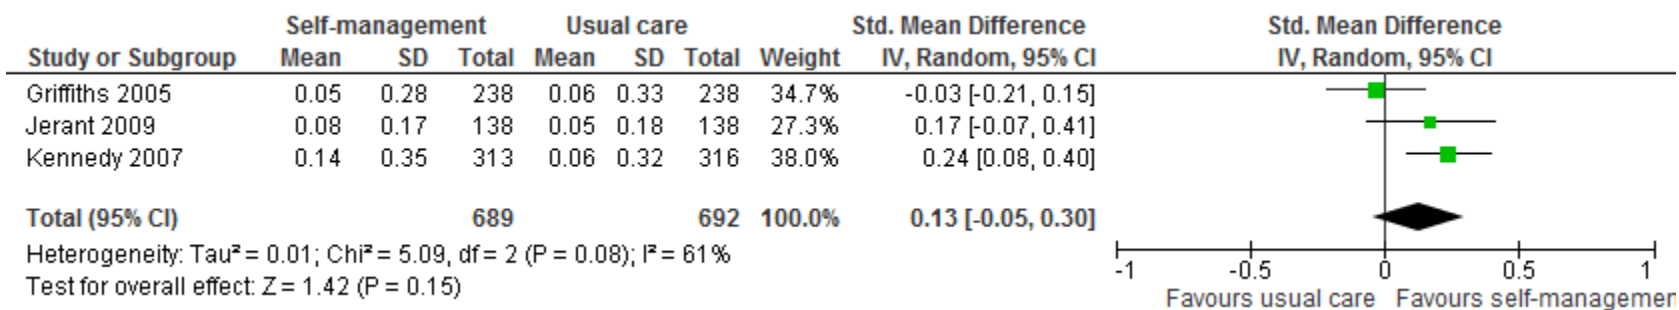 Self-management Usual care Std. Mean Difference Std. Mean Difference
Study or Subgroup Mean SD Total Mean SD Total Weight IV, Random, 95% CI IV, Random, 95% CI
Griffiths 2005 0.05 0.28 238 0.06 0.33 238 34.7% -0.03 [-0.21, 0.15]
Jerant 2009 0.08 0.17 138 0.05 0.18 138 27.3% 0.17 [-0.07, 0.41]
Kennedy 2007 0.14 0.35 313 0.06 0.32 316 38.0% 0.24 [0.08, 0.40]
Total (95% CI) 689 692 100.0% 0.13 [-0.05, 0.30]
Heterogeneity: Tau² = 0.01; Chi² = 5.09, df = 2 (P = 0.08); I² = 61%
Test for overall effect: Z = 1.42 (P = 0.15)
-1 -0.5 0 0.5 1
Favours usual care Favours self-managemen